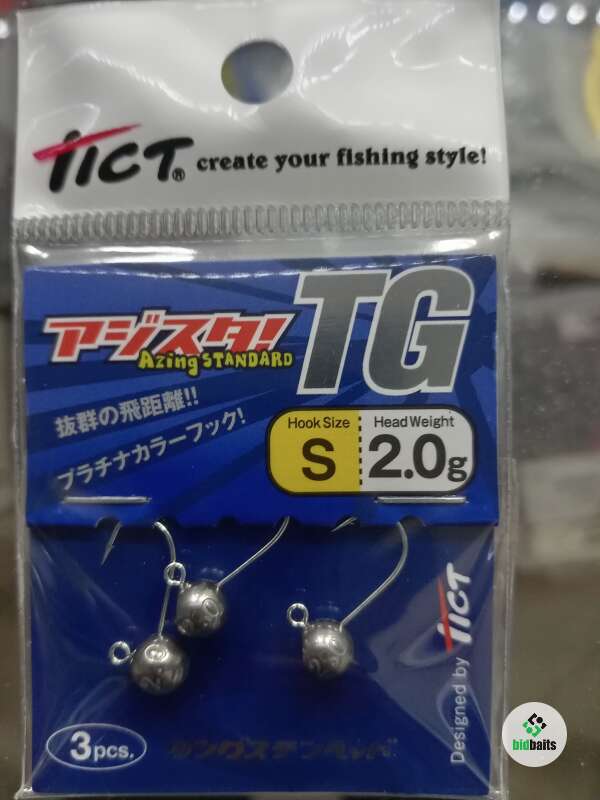 TICT® create your fishing style!
アジスタ! TG
Azing STANDARD
抜群の飛距離!!
プラチナカラーフック!
Hook Size Head Weight
S 2.0g
2.0
3pcs.
タングステンヘッド
Designed by TICT
bidbaits